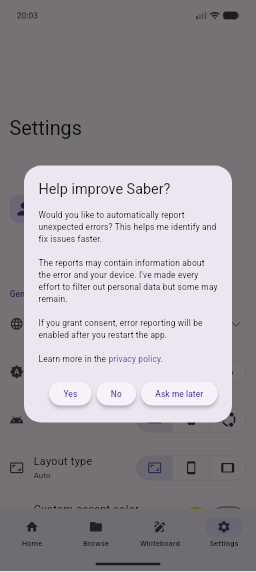 20:03
Settings
Help improve Saber?
Would you like to automatically report
unexpected errors? This helps me identify and
fix issues faster.
The reports may contain information about
the error and your device. I've made every
effort to filter out personal data but some may
remain.
If you grant consent, error reporting will be
enabled after you restart the app.
Learn more in the privacy policy.
Yes No Ask me later
Layout type
Auto
Custom accent color
Home Browse Whiteboard Settings